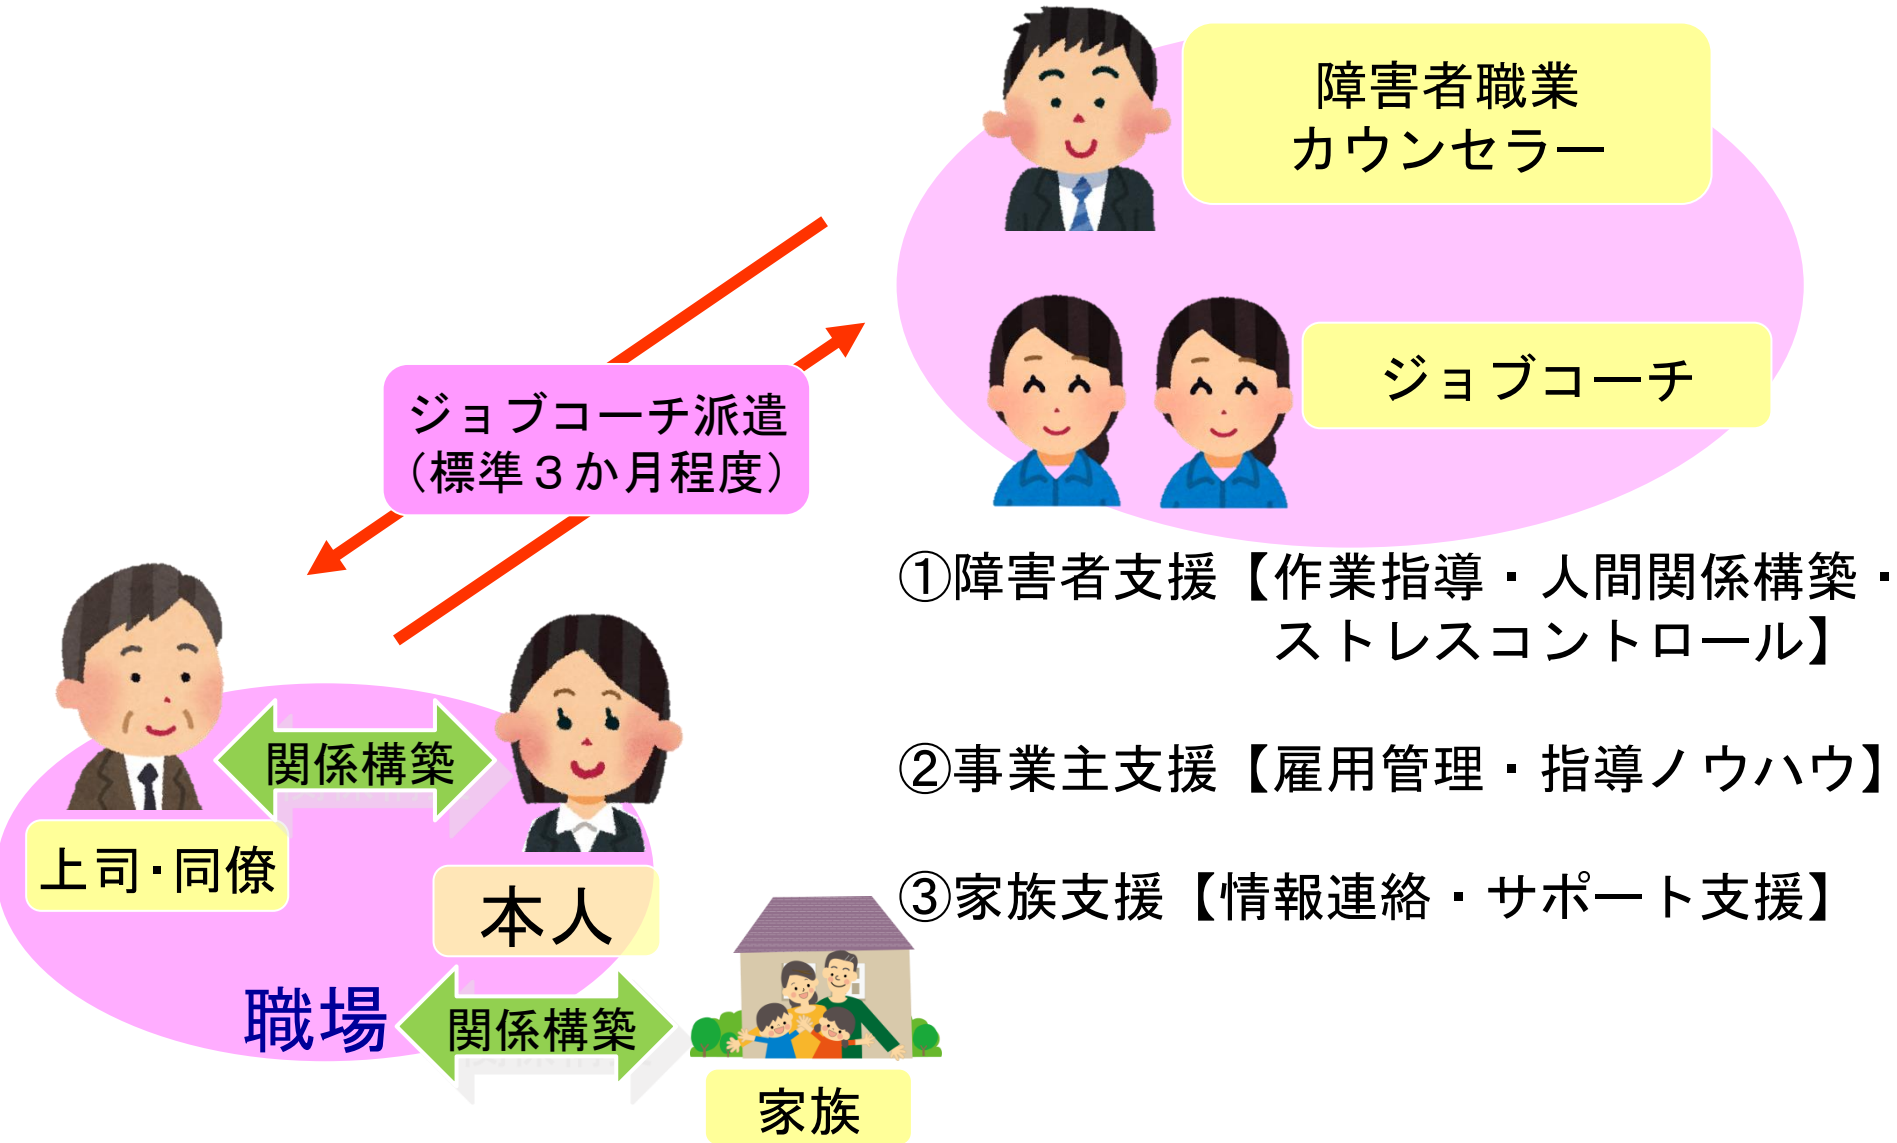 障害者職業
カウンセラー
ジョブコーチ
ジョブコーチ派遣
（標準３か月程度）
①障害者支援【作業指導・人間関係構築・
ストレスコントロール】
②事業主支援【雇用管理・指導ノウハウ】
③家族支援【情報連絡・サポート支援】
関係構築
上司・同僚
本人
職場
関係構築
家族